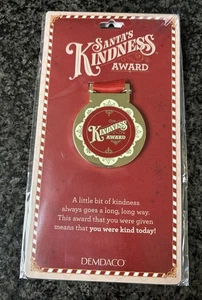 SANTA'S
KINDNESS
AWARD
KINDNESS
AWARD
A little bit of kindness
always goes a long, long way.
This award that you were given
means that you were kind today!
DEMDACO